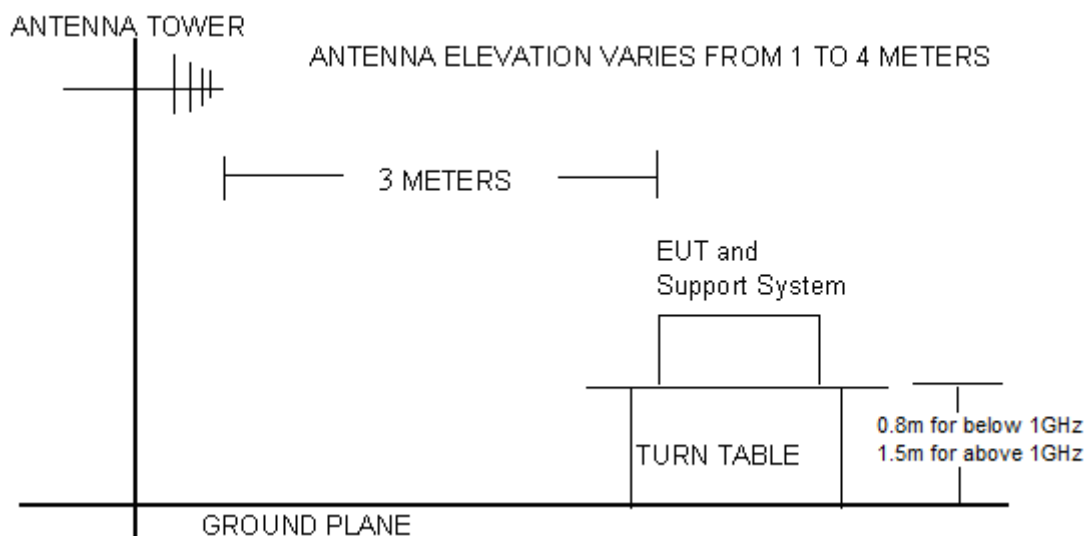 ANTENNA TOWER
ANTENNA ELEVATION VARIES FROM 1 TO 4 METERS
3 METERS
EUT and
Support System
0.8m for below 1GHz
TURN TABLE
1.5m for above 1GHz
GROUND PLANE